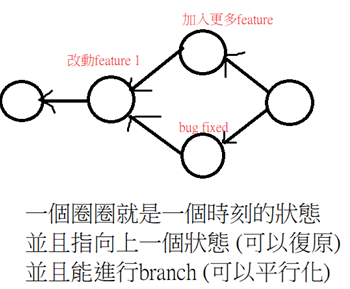 加入更多feature
改動feature 1
bug fixed
一個圈圈就是一個時刻的狀態
並且指向上一個狀態 (可以復原)
並且能進行branch (可以平行化)